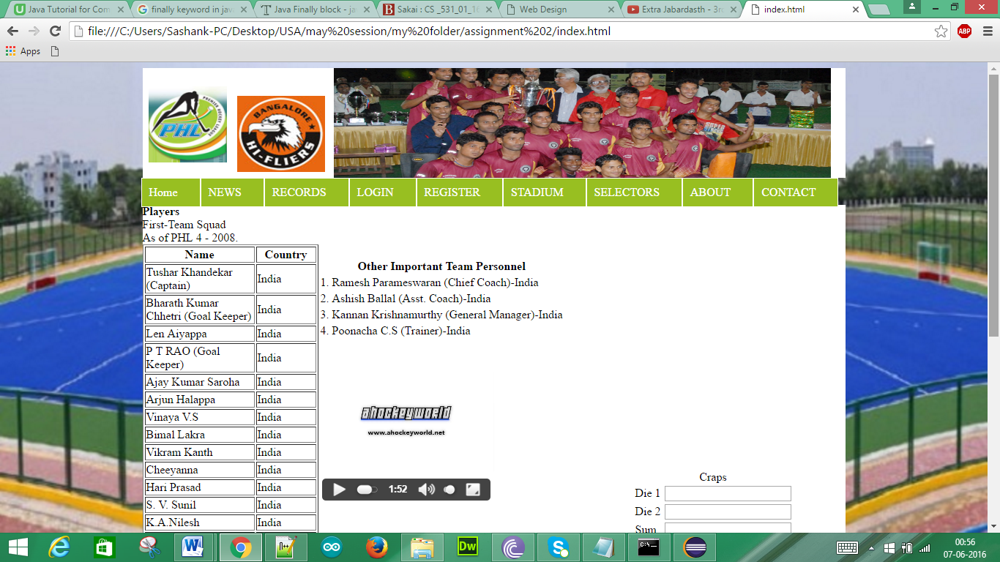 Java Tutorial for Com
finally keyword in jav
Java Finally block - ja
Sakai : CS _531_01_16
Web Design
Extra Jabardasth - 3rd
index.html
file:///C:/Users/Sashank-PC/Desktop/USA/may%20session/my%20folder/assignment%202/index.html
ABP
Apps
PREMIER HOCKEY LEAGUE
PHL
BANGALORE
HI-FLIERS
Home NEWS RECORDS LOGIN REGISTER STADIUM SELECTORS ABOUT CONTACT
Players
First-Team Squad
As of PHL 4 - 2008.
Name Country
Tushar Khandekar
(Captain) India
Bharath Kumar
Chhetri (Goal Keeper) India
Len Aiyappa India
P T RAO (Goal
Keeper) India
Ajay Kumar Saroha India
Arjun Halappa India
Vinaya V.S India
Bimal Lakra India
Vikram Kanth India
Cheeyanna India
Hari Prasad India
S. V. Sunil India
K.A.Nilesh India
Other Important Team Personnel
1. Ramesh Parameswaran (Chief Coach)-India
2. Ashish Ballal (Asst. Coach)-India
3. Kannan Krishnamurthy (General Manager)-India
4. Poonacha C.S (Trainer)-India
ahockeyworld
www.ahockeyworld.net
1:52
Craps
Die 1
Die 2
Sum
Dw
00:56
07-06-2016